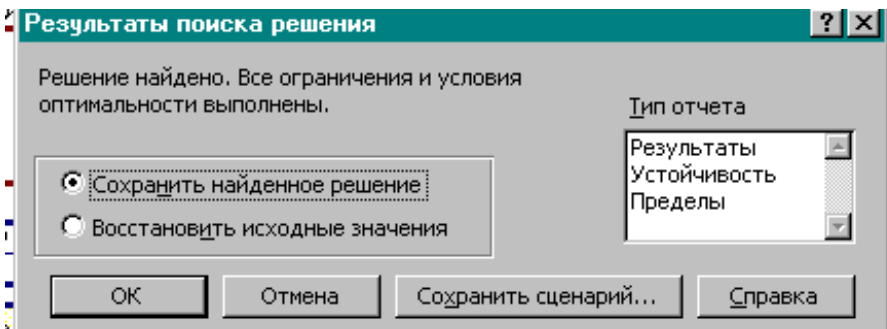 Результаты поиска решения
Решение найдено. Все ограничения и условия
оптимальности выполнены.
Тип отчета
Результаты
Устойчивость
Пределы
Сохранить найденное решение
Восстановить исходные значения
ОК
Отмена
Сохранить сценарий...
Справка